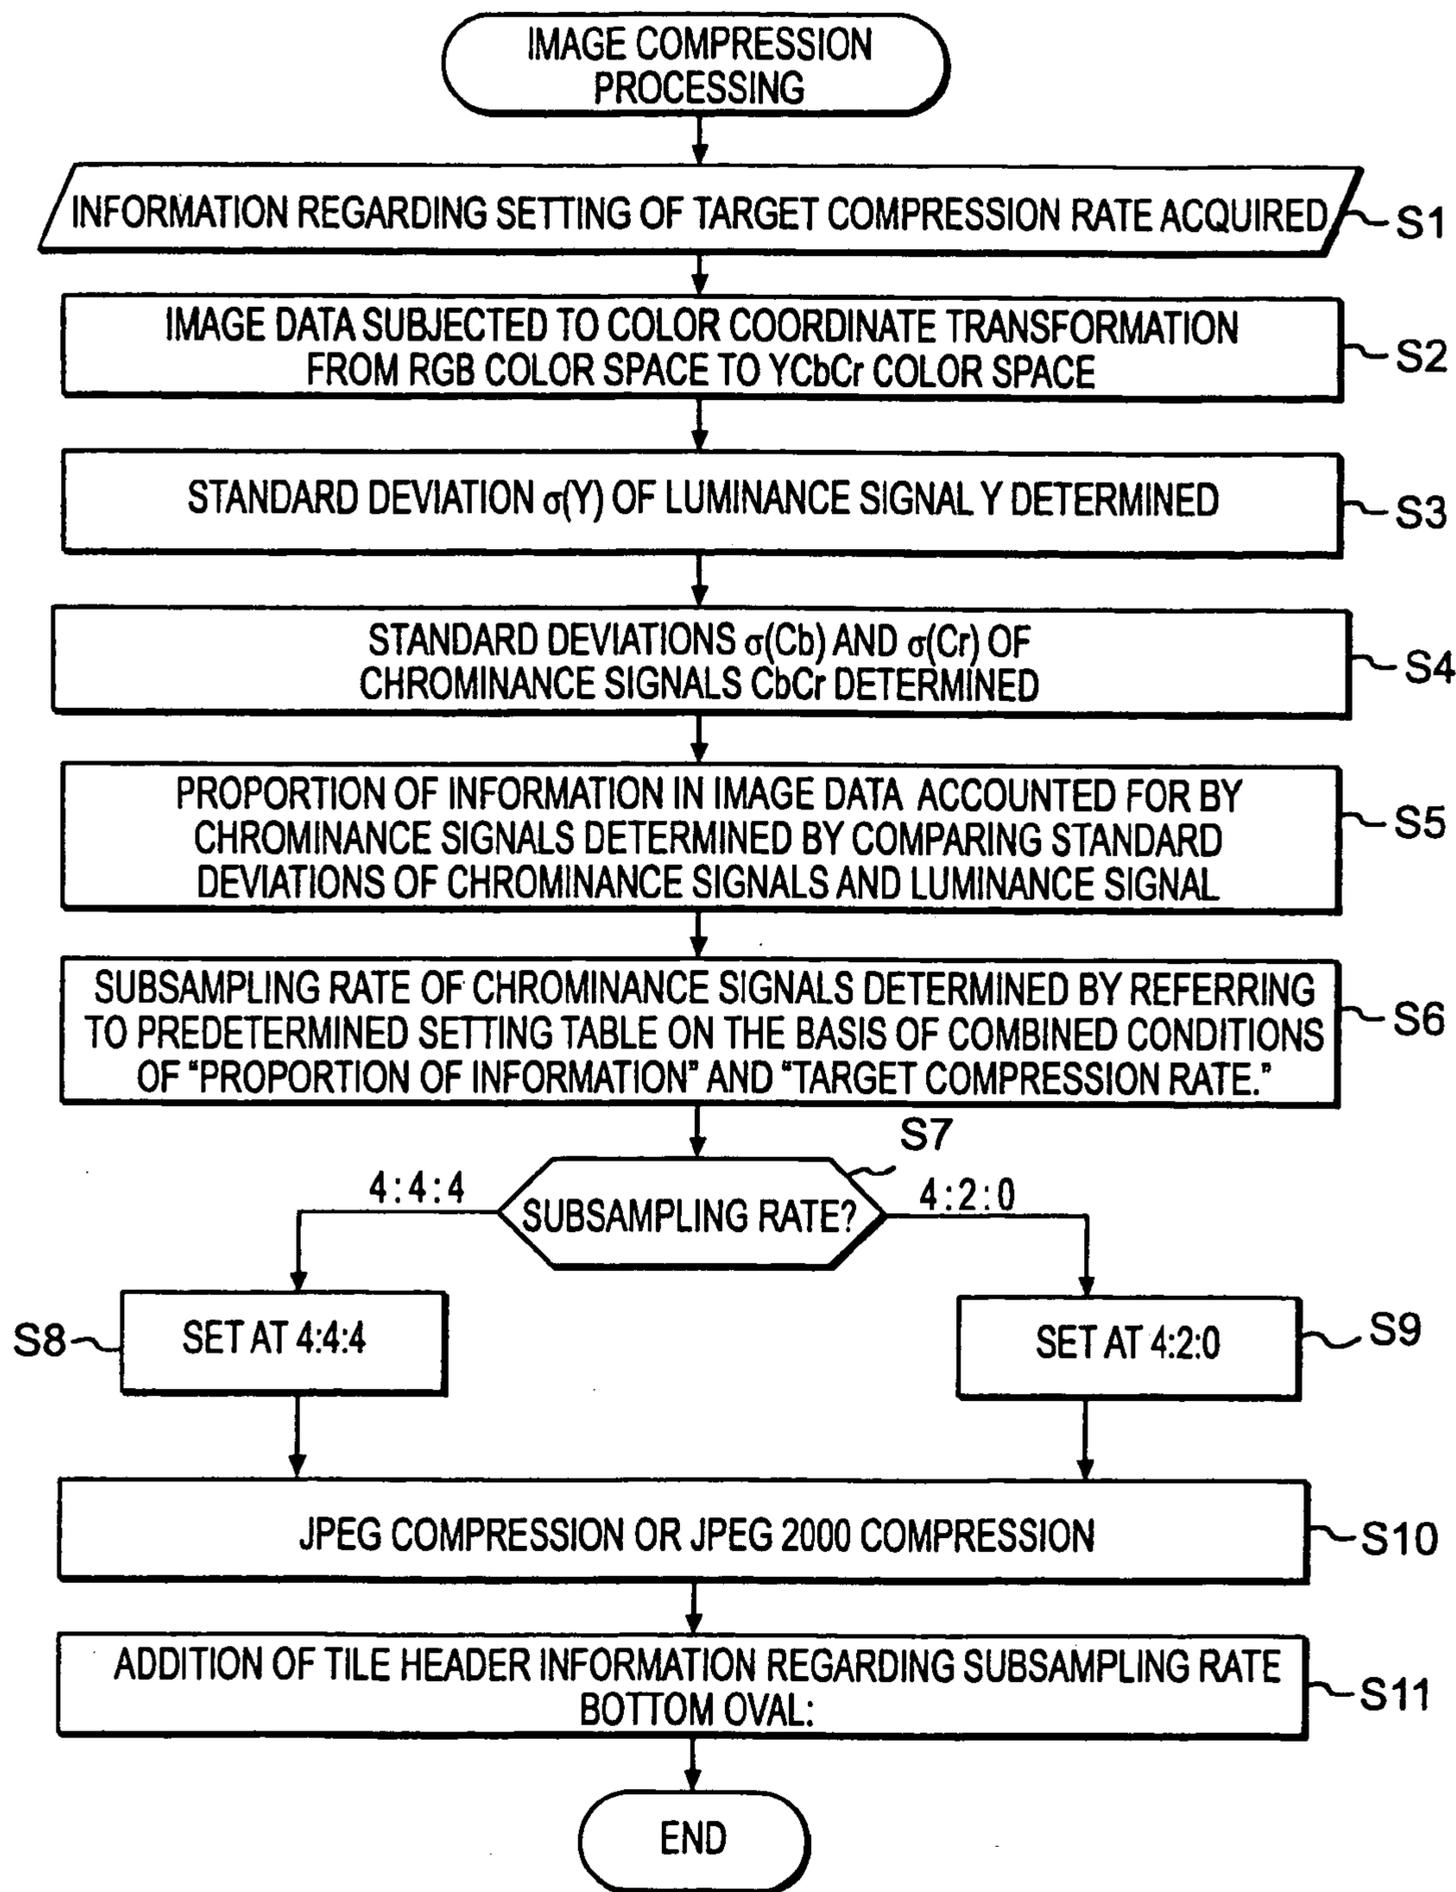 IMAGE COMPRESSION
PROCESSING
INFORMATION REGARDING SETTING OF TARGET COMPRESSION RATE ACQUIRED
S1
IMAGE DATA SUBJECTED TO COLOR COORDINATE TRANSFORMATION
FROM RGB COLOR SPACE TO YCbCr COLOR SPACE
S2
STANDARD DEVIATION σ(Y) OF LUMINANCE SIGNAL Y DETERMINED
S3
STANDARD DEVIATIONS σ(Cb) AND σ(Cr) OF
CHROMINANCE SIGNALS CbCr DETERMINED
S4
PROPORTION OF INFORMATION IN IMAGE DATA ACCOUNTED FOR BY
CHROMINANCE SIGNALS DETERMINED BY COMPARING STANDARD
DEVIATIONS OF CHROMINANCE SIGNALS AND LUMINANCE SIGNAL
S5
SUBSAMPLING RATE OF CHROMINANCE SIGNALS DETERMINED BY REFERRING
TO PREDETERMINED SETTING TABLE ON THE BASIS OF COMBINED CONDITIONS
OF "PROPORTION OF INFORMATION" AND "TARGET COMPRESSION RATE."
S6
S7
4:4:4
SUBSAMPLING RATE?
4:2:0
S8
SET AT 4:4:4
SET AT 4:2:0
S9
JPEG COMPRESSION OR JPEG 2000 COMPRESSION
S10
ADDITION OF TILE HEADER INFORMATION REGARDING SUBSAMPLING RATE
BOTTOM OVAL:
S11
END